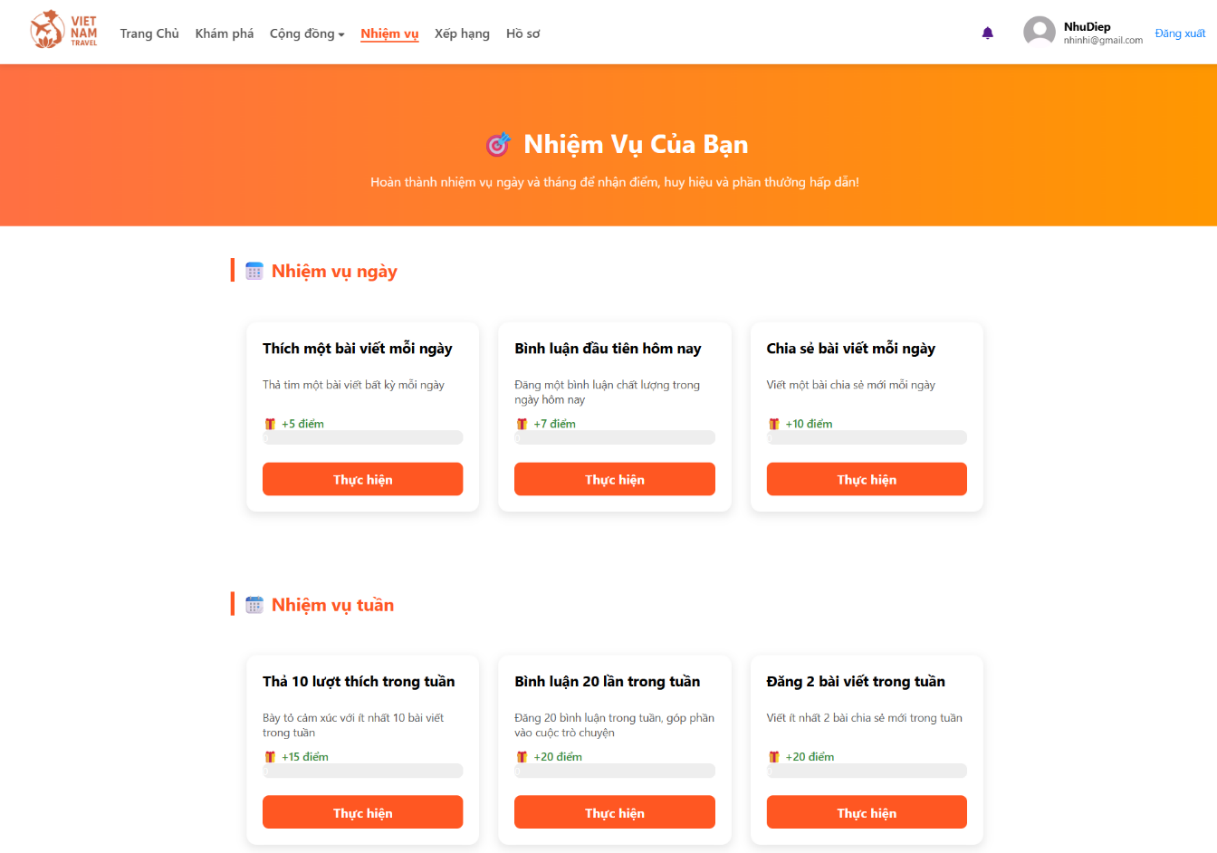 VIET
NAM
TRAVEL
Trang Chủ Khám phá Cộng đồng Nhiệm vụ Xếp hạng Hồ sơ
NhuDiep
nhinhi@gmail.com
Đăng xuất
Nhiệm Vụ Của Bạn
Hoàn thành nhiệm vụ ngày và tháng để nhận điểm, huy hiệu và phần thưởng hấp dẫn!
Nhiệm vụ ngày
Thích một bài viết mỗi ngày
Thả tim một bài viết bất kỳ mỗi ngày
+5 điểm
Thực hiện
Bình luận đầu tiên hôm nay
Đăng một bình luận chất lượng trong
ngày hôm nay
+7 điểm
Thực hiện
Chia sẻ bài viết mỗi ngày
Viết một bài chia sẻ mới mỗi ngày
+10 điểm
Thực hiện
Nhiệm vụ tuần
Thả 10 lượt thích trong tuần
Bày tỏ cảm xúc với ít nhất 10 bài viết
trong tuần
+15 điểm
Thực hiện
Bình luận 20 lần trong tuần
Đăng 20 bình luận trong tuần, góp phần
vào cuộc trò chuyện
+20 điểm
Thực hiện
Đăng 2 bài viết trong tuần
Viết ít nhất 2 bài chia sẻ mới trong tuần
+20 điểm
Thực hiện